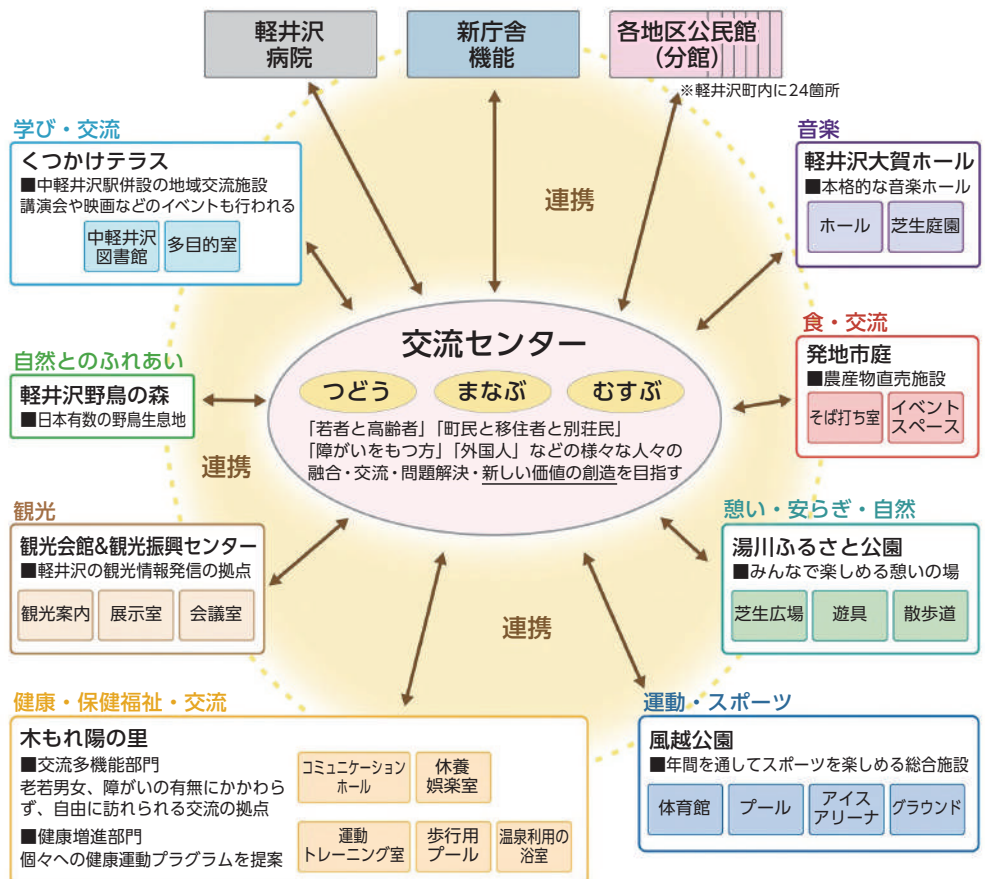 軽井沢
病院
新庁舎
機能
各地区公民館
（分館）
※軽井沢町内に24箇所
学び・交流
くつかけテラス
■中軽井沢駅併設の地域交流施設
講演会や映画などのイベントも行われる
中軽井沢
図書館
多目的室
音楽
軽井沢大賀ホール
■本格的な音楽ホール
ホール
芝生庭園
連携
交流センター
つどう
まなぶ
むすぶ
「若者と高齢者」「町民と移住者と別荘民」
「障がいをもつ方」「外国人」などの様々な人々の
融合・交流・問題解決・新しい価値の創造を目指す
自然とのふれあい
軽井沢野鳥の森
■日本有数の野鳥生息地
連携
食・交流
発地市庭
■農産物直売施設
そば打ち室
イベント
スペース
観光
観光会館&観光振興センター
■軽井沢の観光情報発信の拠点
観光案内
展示室
会議室
憩い・安らぎ・自然
湯川ふるさと公園
■みんなで楽しめる憩いの場
芝生広場
遊具
散歩道
連携
健康・保健福祉・交流
木もれ陽の里
■交流多機能部門
老若男女、障がいの有無にかかわら
ず、自由に訪れられる交流の拠点
コミュニケーション
ホール
休養
娯楽室
■健康増進部門
個々への健康運動プラグラムを提案
運動
トレーニング室
歩行用
プール
温泉利用の
浴室
運動・スポーツ
風越公園
■年間を通してスポーツを楽しめる総合施設
体育館
プール
アイス
アリーナ
グラウンド